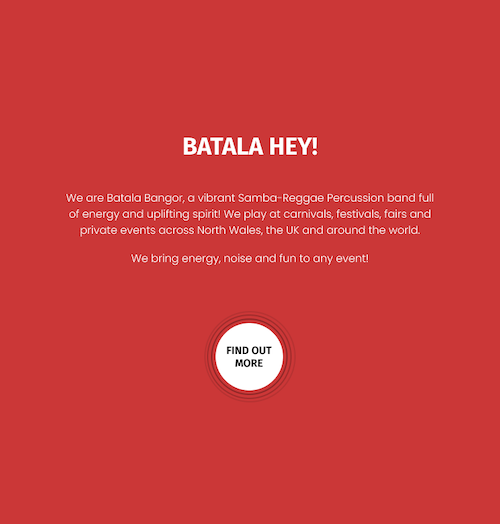 BATALA HEY!
We are Batala Bangor, a vibrant Samba-Reggae Percussion band full
of energy and uplifting spirit! We play at carnivals, festivals, fairs and
private events across North Wales, the UK and around the world.
We bring energy, noise and fun to any event!
FIND OUT
MORE